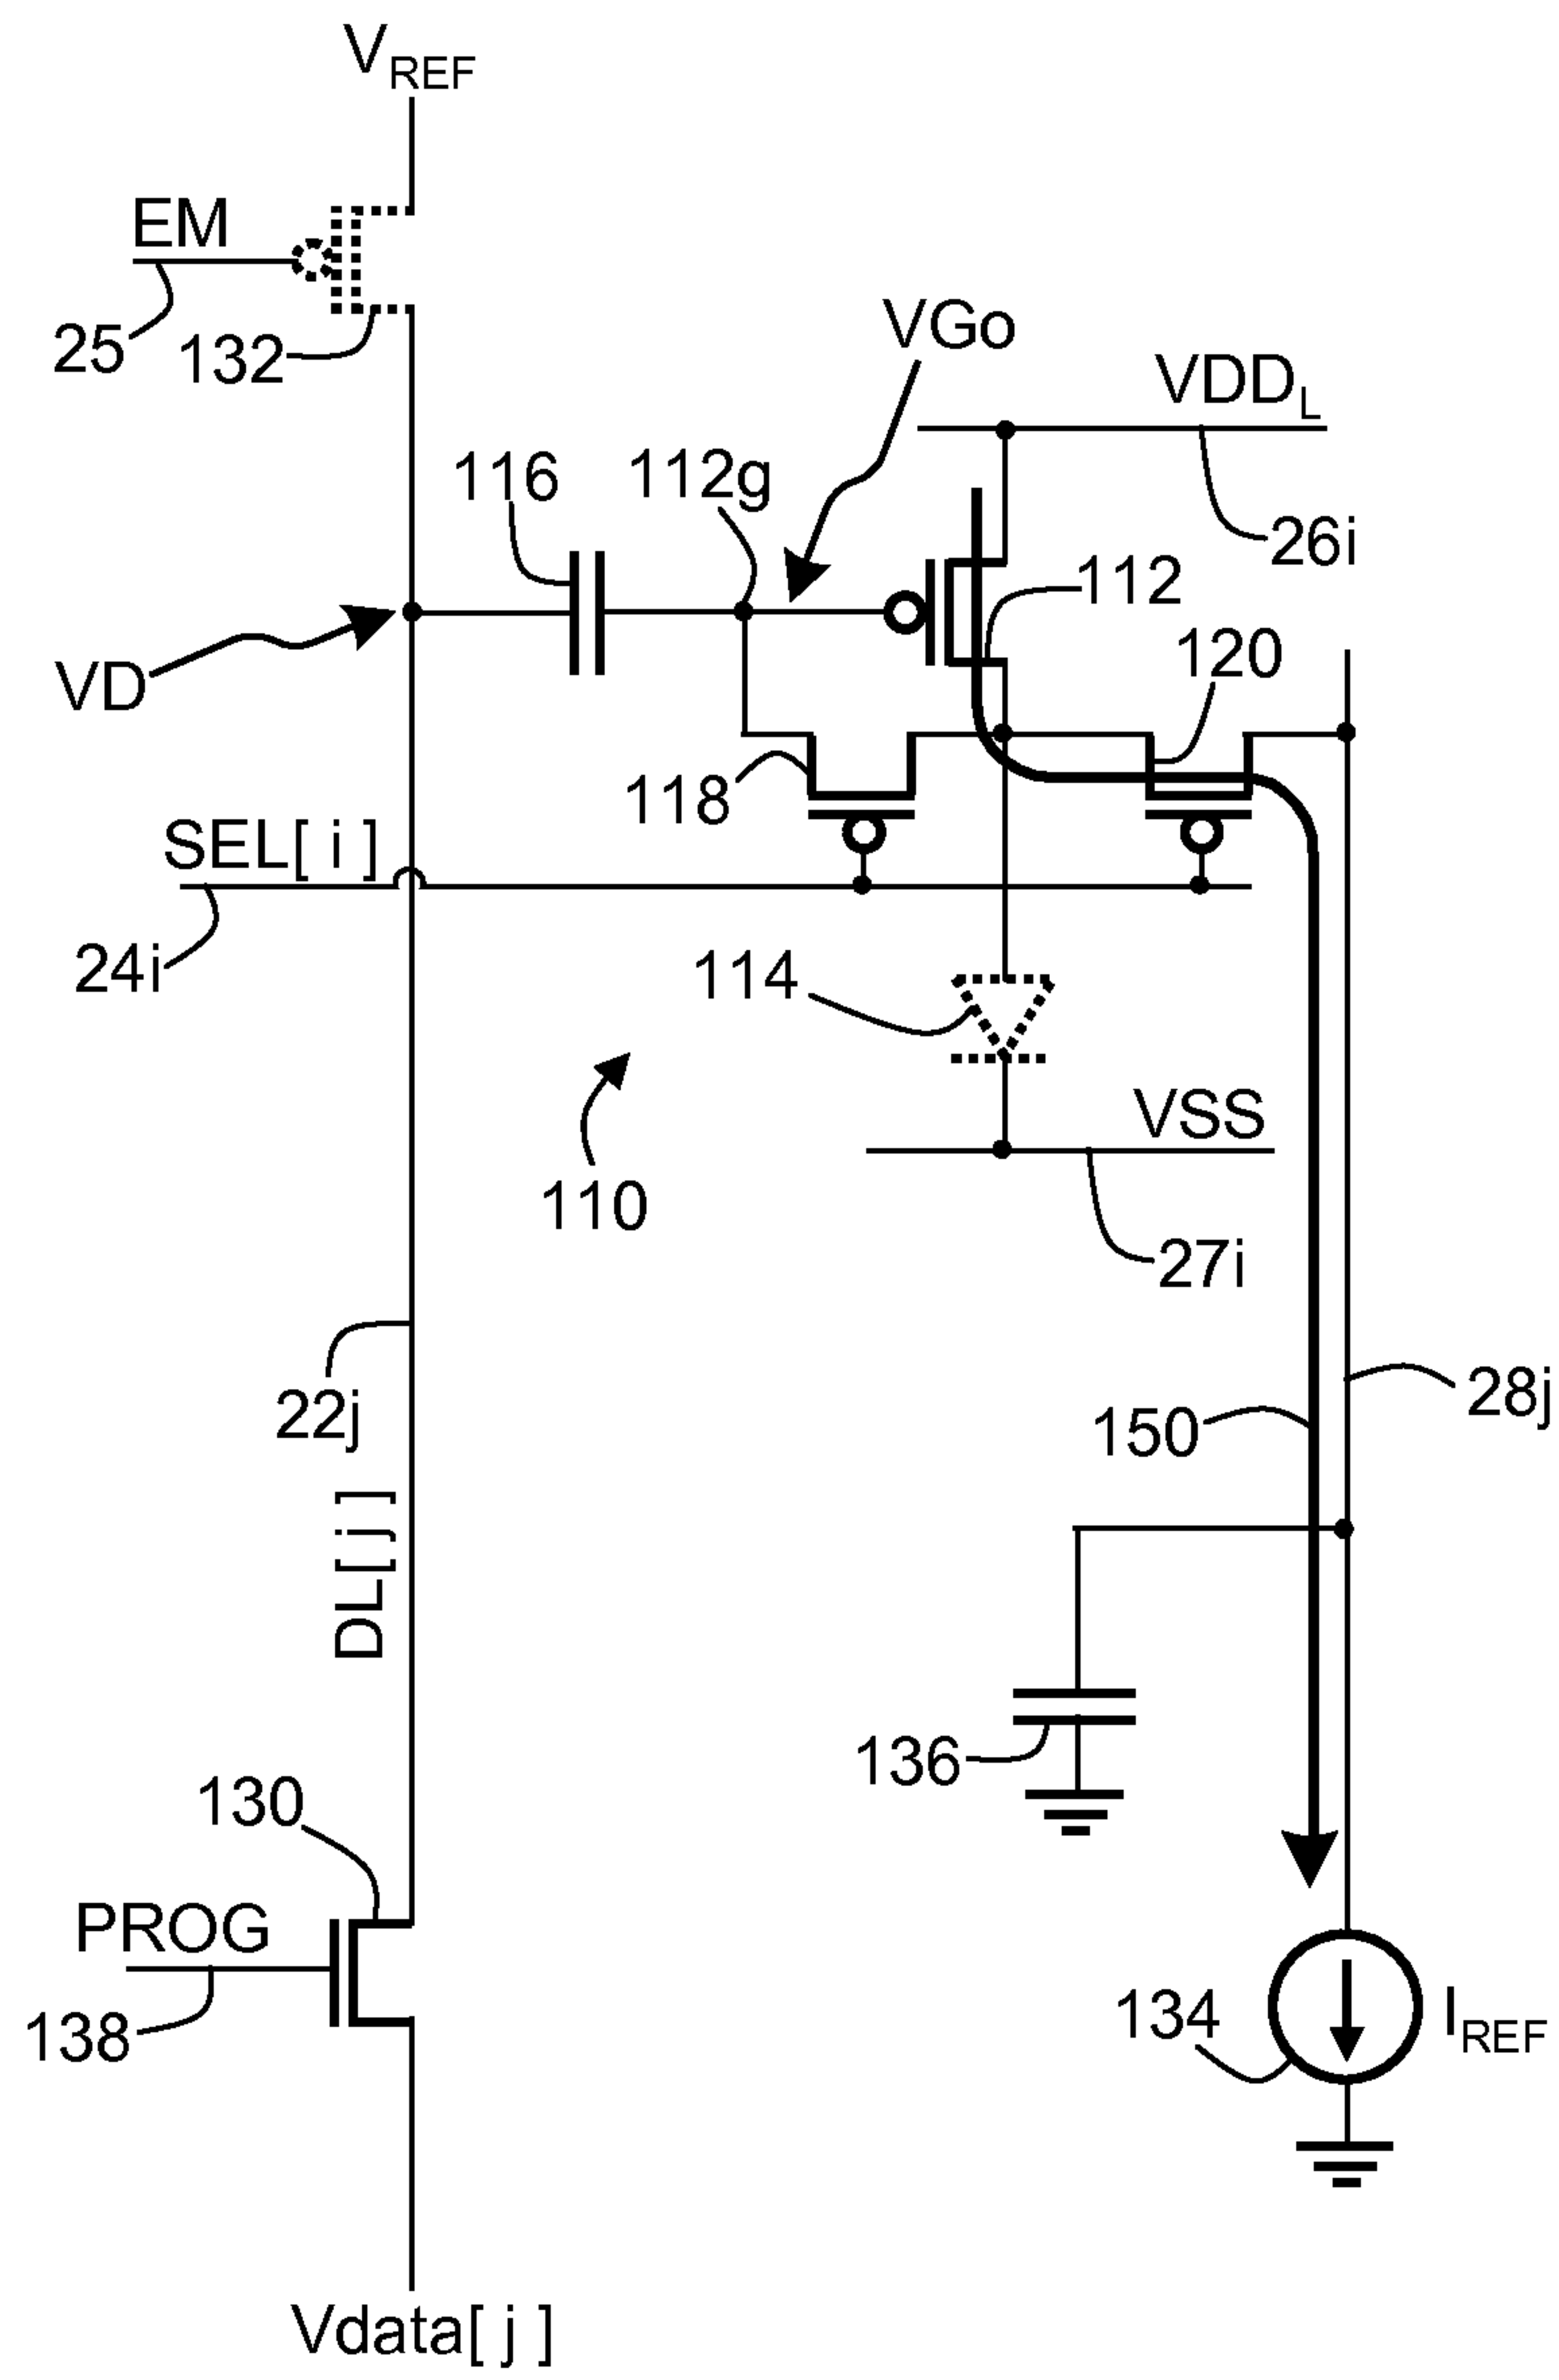 VREF
EM
25
132
VGo
VDDL
116
112g
26i
112
120
VD
118
SEL[ i ]
24i
114
VSS
110
27i
22j
28j
150
DL[ j ]
136
130
PROG
138
134
IREF
Vdata[ j ]